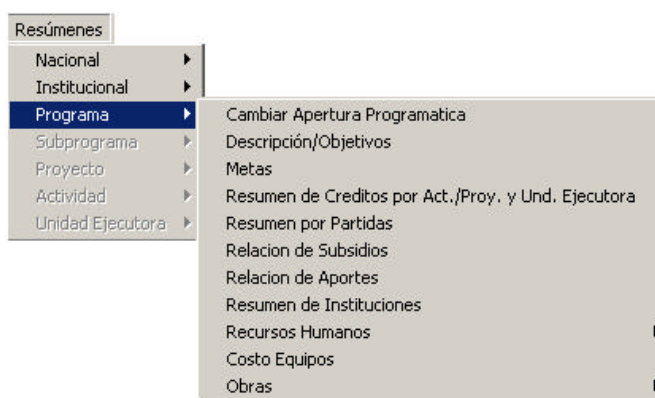 Resúmenes
Nacional
Institucional
Programa
Subprograma
Proyecto
Actividad
Unidad Ejecutora
Cambiar Apertura Programatica
Descripción/Objetivos
Metas
Resumen de Creditos por Act./Proy. y Und. Ejecutora
Resumen por Partidas
Relacion de Subsidios
Relacion de Aportes
Resumen de Instituciones
Recursos Humanos
Costo Equipos
Obras